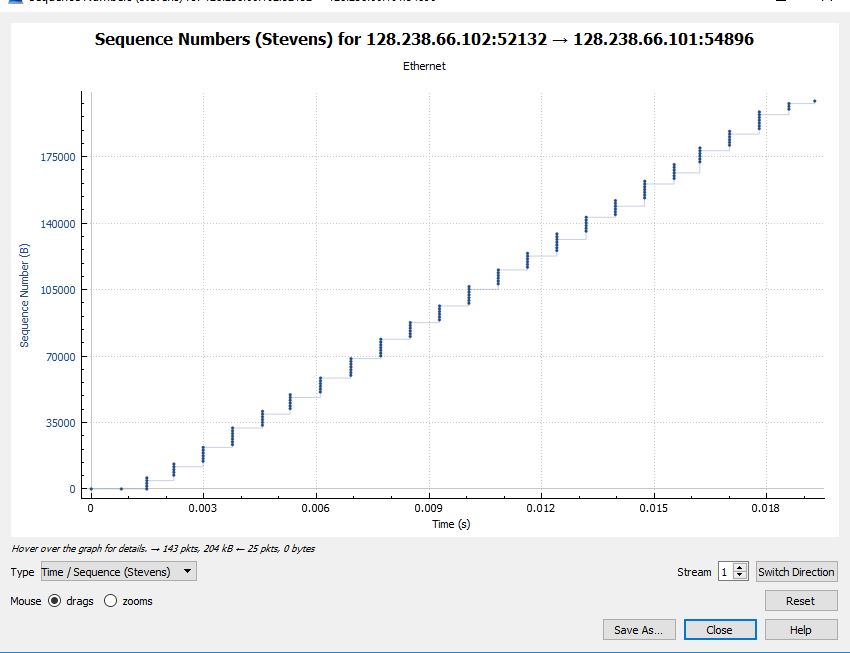 Sequence Numbers (Stevens) for 128.238.66.102:52132 → 128.238.66.101:54896
Ethernet
Sequence Number (B)
175000
140000
105000
70000
35000
0
0 0.003 0.006 0.009 0.012 0.015 0.018
Time (s)
Hover over the graph for details. → 143 pkts, 204 kB ← 25 pkts, 0 bytes
Type Time / Sequence (Stevens) Stream 1 Switch Direction
Mouse drags zooms Reset
Save As... Close Help